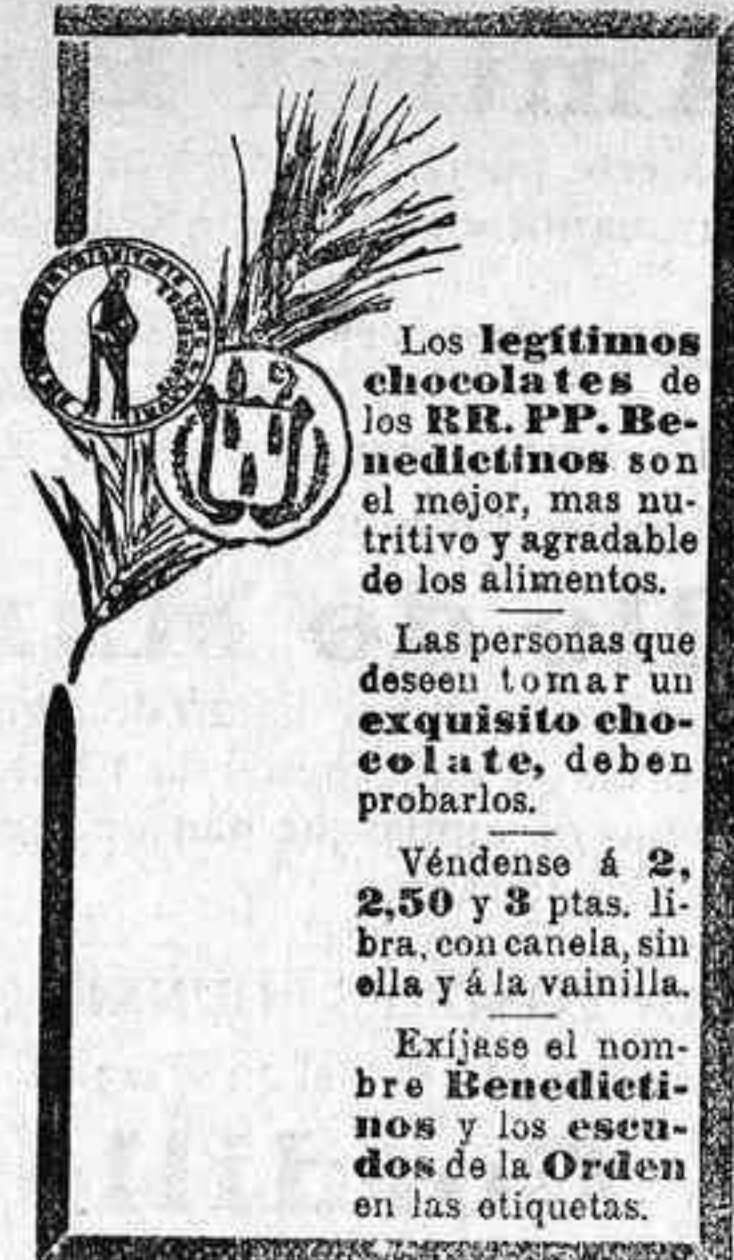 Los legítimos
chocolates de
los RR. PP. Be-
nedictinos son
el mejor, mas nu-
tritivo y agradable
de los alimentos.
Las personas que
deseen tomar un
exquisito cho-
colate, deben
probarlos.
Véndense á 2,
2,50 y 3 ptas. li-
bra, con canela, sin
ella y á la vainilla.
Exíjase el nom-
bre Benedicti-
nos y los escu-
dos de la Orden
en las etiquetas.